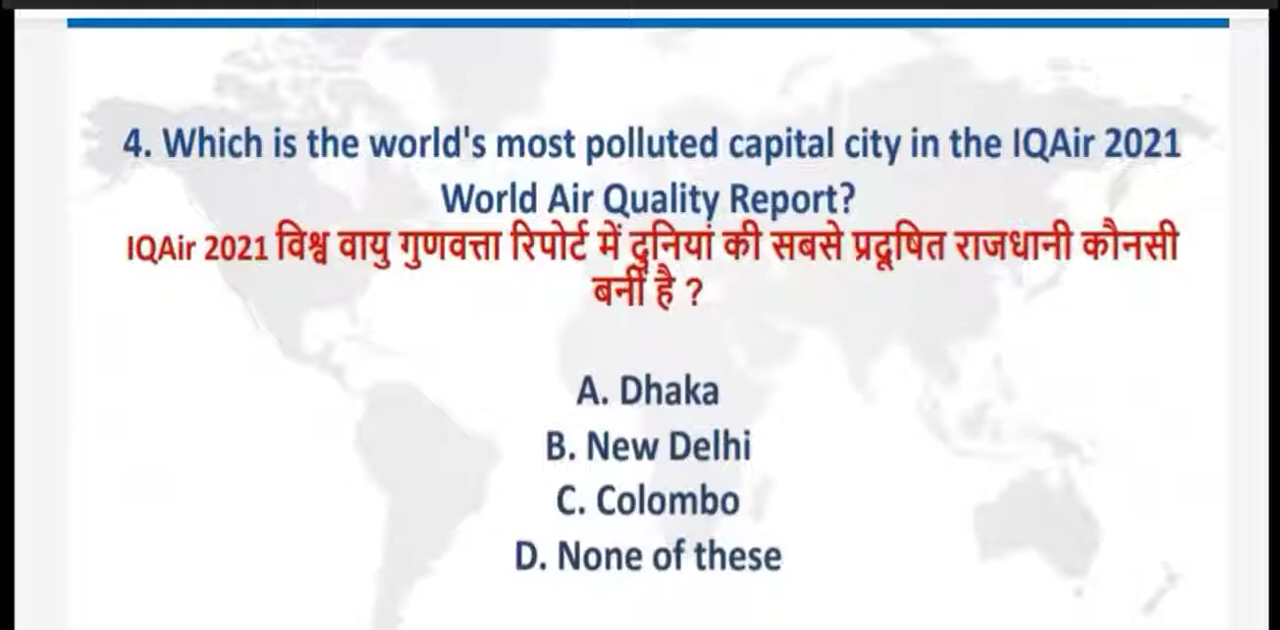 4. Which is the world's most polluted capital city in the IQAir 2021
World Air Quality Report?
IQAir 2021 विश्व वायु गुणवत्ता रिपोर्ट में दुनियां की सबसे प्रदूषित राजधानी कौनसी
बनी है ?
A. Dhaka
B. New Delhi
C. Colombo
D. None of these